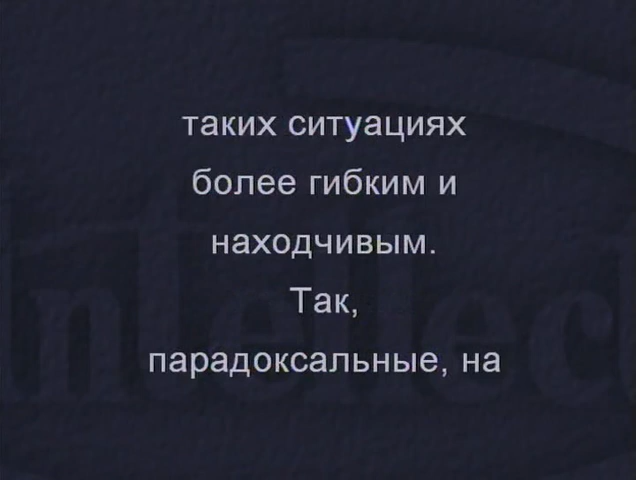 таких ситуациях
более гибким и
находчивым.
Так,
парадоксальные, на